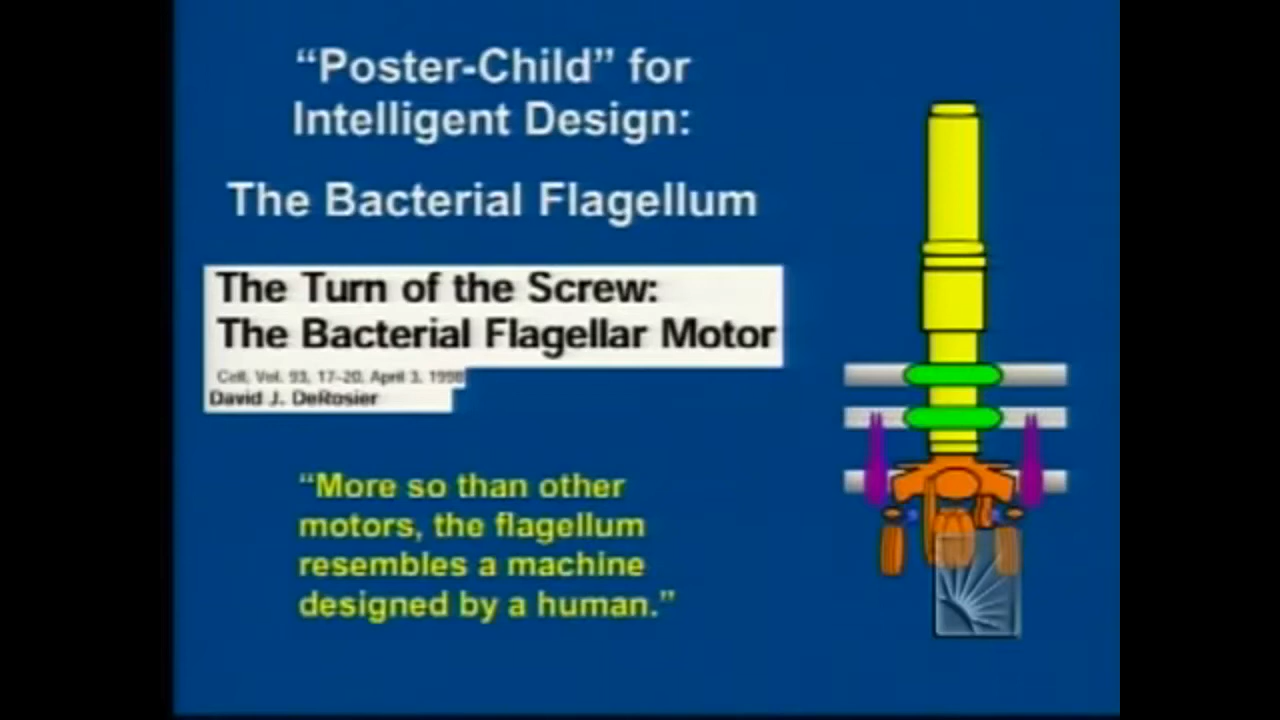 “Poster-Child” for
Intelligent Design:
The Bacterial Flagellum
The Turn of the Screw:
The Bacterial Flagellar Motor
Cell, Vol. 93, 17–20, April 3, 1998
David J. DeRosier
“More so than other
motors, the flagellum
resembles a machine
designed by a human.”